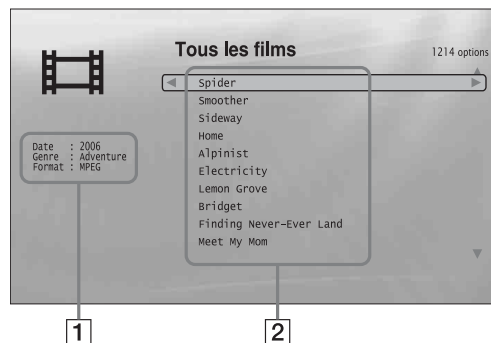 Tous les films
1214 options
Spider
Smoother
Sideway
Home
Alpinist
Electricity
Lemon Grove
Bridget
Finding Never-Ever Land
Meet My Mom
Date : 2006
Genre : Adventure
Format : MPEG
1
2